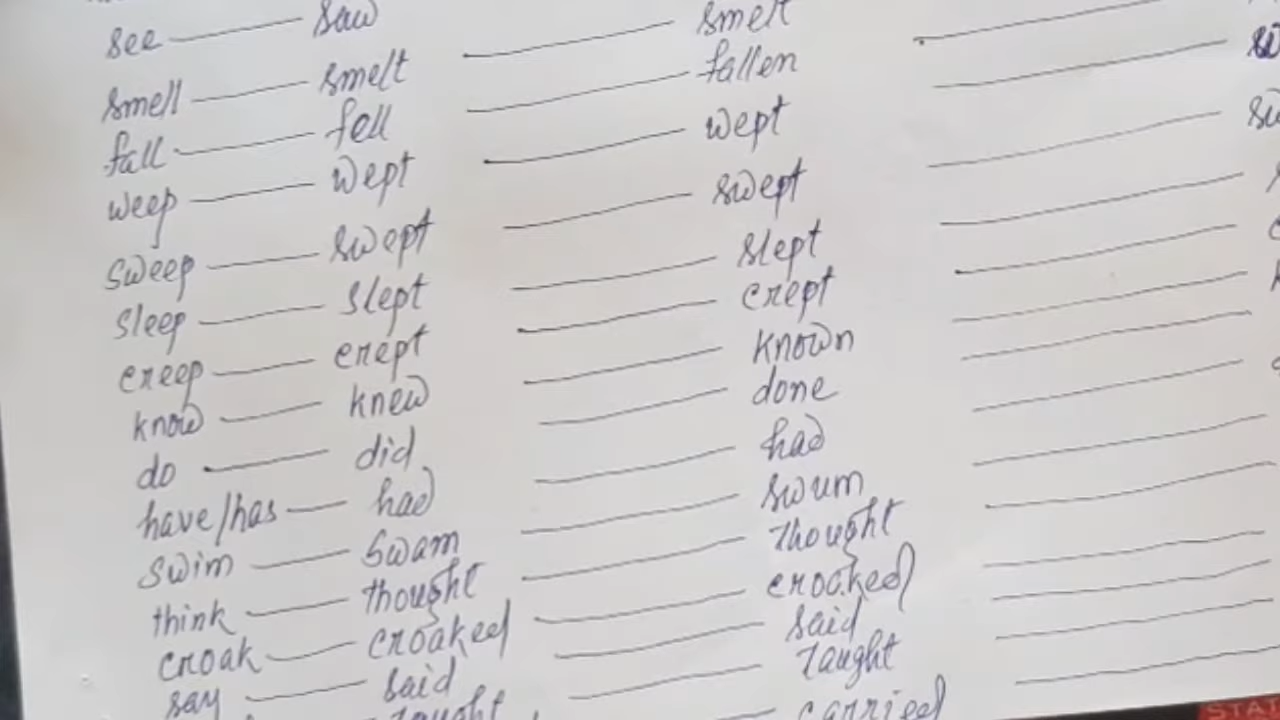 see — saw
smell — smelt — smelt
fall — fell — fallen
weep — wept — wept
sweep — swept — swept
sleep — slept — slept
creep — crept — crept
know — knew — known
do — did — done
have/has — had — had
swim — swam — swum
think — thought — thought
croak — croaked — croaked
say — said — said
taught — taught
carried